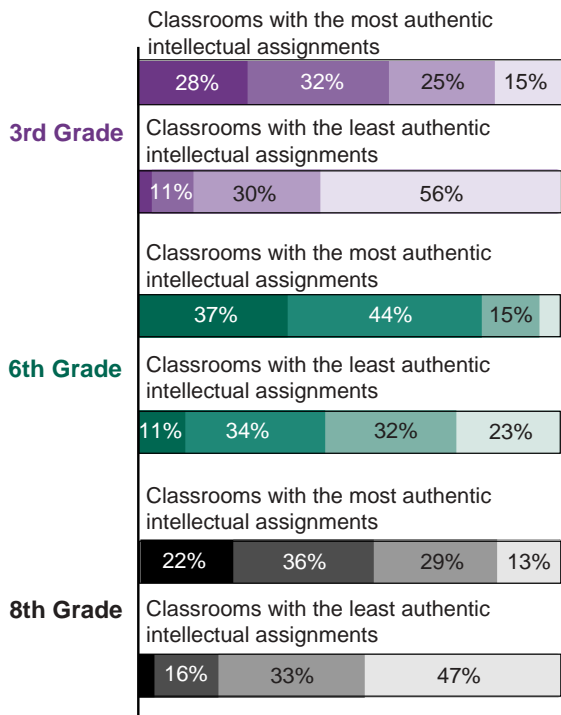 Classrooms with the most authentic
intellectual assignments
28% 32% 25% 15%
3rd Grade
Classrooms with the least authentic
intellectual assignments
11% 30% 56%
Classrooms with the most authentic
intellectual assignments
37% 44% 15%
6th Grade
Classrooms with the least authentic
intellectual assignments
11% 34% 32% 23%
Classrooms with the most authentic
intellectual assignments
22% 36% 29% 13%
8th Grade
Classrooms with the least authentic
intellectual assignments
16% 33% 47%